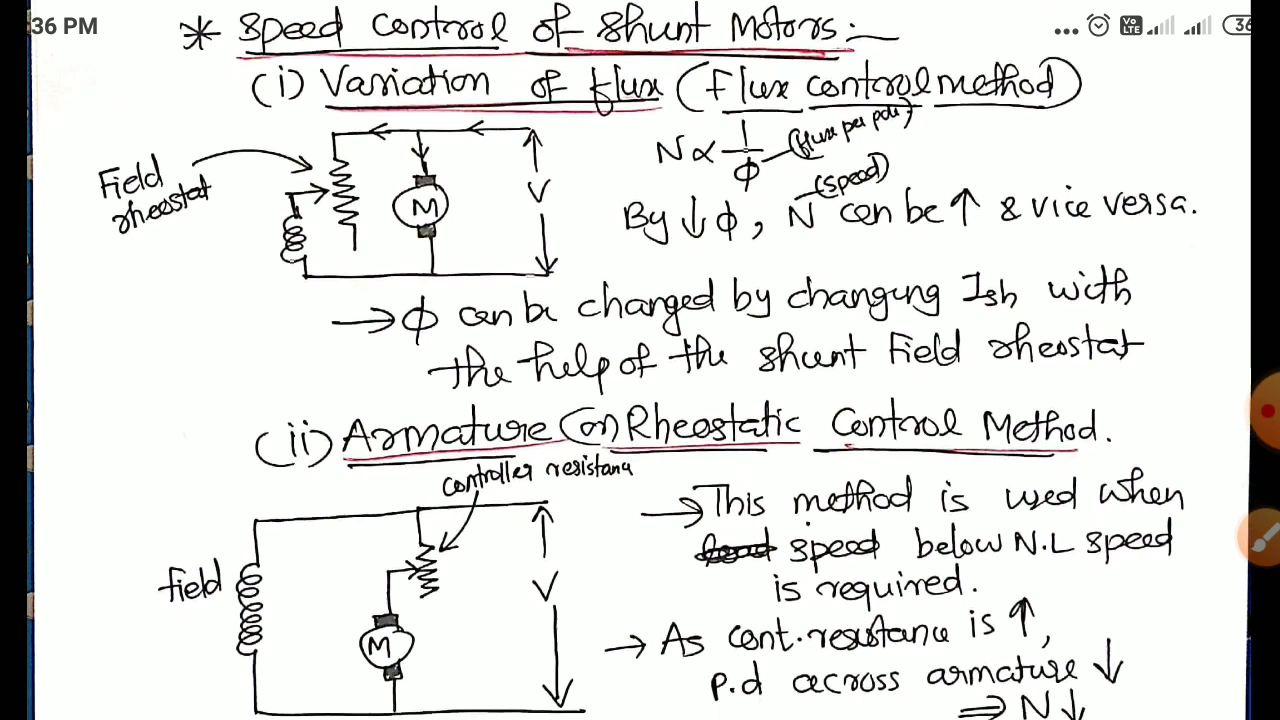 36 PM
... Vo LTE 36
* Speed control of shunt Motors:-
(i) Variation of flux (Flux control method)
N ∝ 1/ϕ (flux per pole)
Field rheostat
M
V
(speed)
By ↓ ϕ, N can be ↑ & vice versa.
→ ϕ can be changed by changing Ish with
the help of the shunt Field rheostat
(ii) Armature (or) Rheostatic Control Method.
controller resistance
field
M
V
→ This method is used when
speed below N.L speed
is required.
→ As cont. resistance is ↑,
p.d across armature ↓
⇒ N ↓